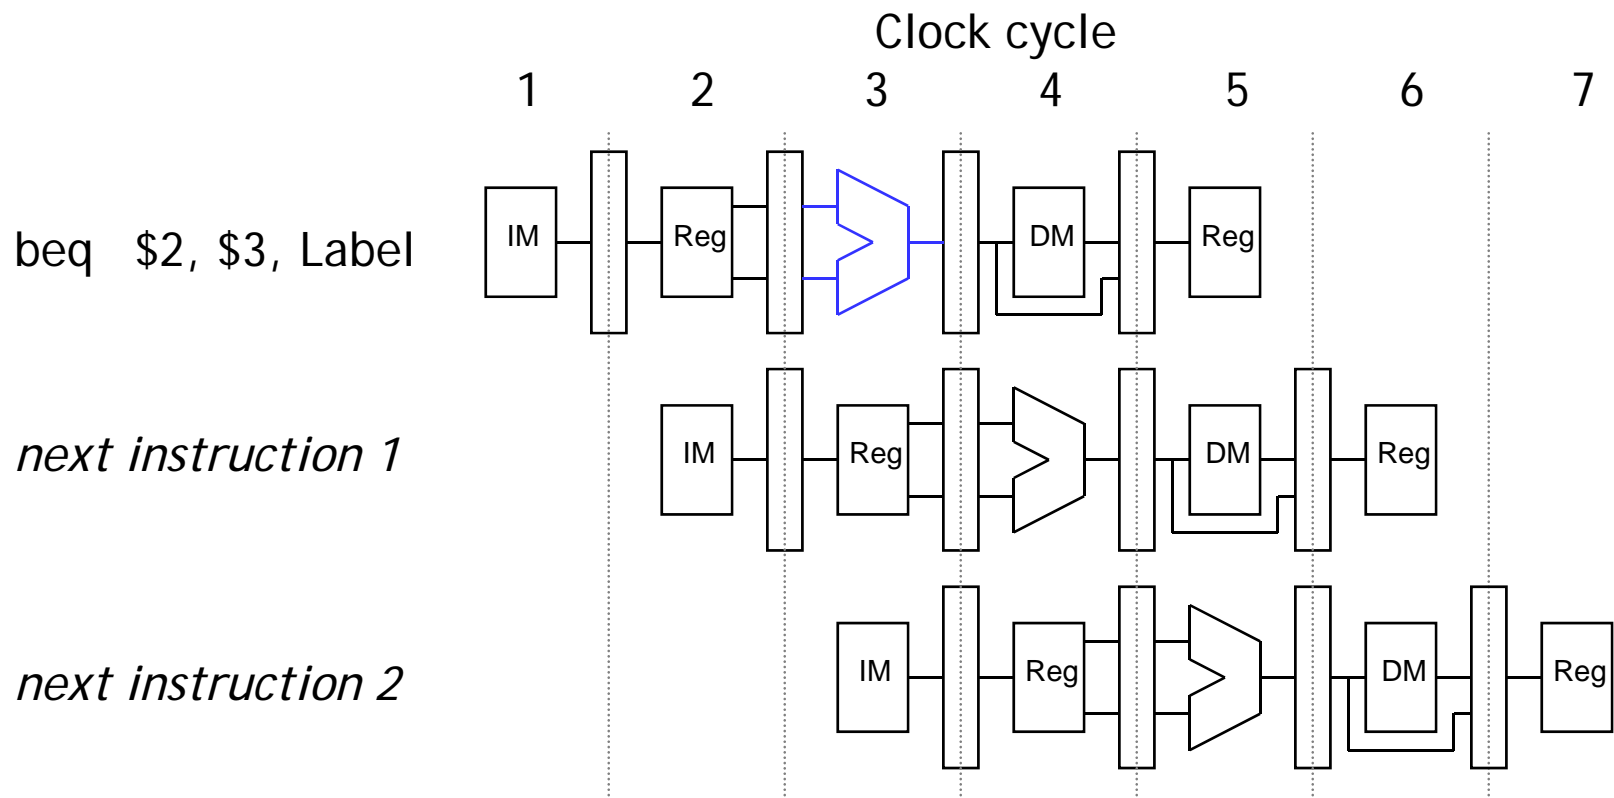 Clock cycle
1 2 3 4 5 6 7
beq $2, $3, Label IM Reg DM Reg
next instruction 1 IM Reg DM Reg
next instruction 2 IM Reg DM Reg